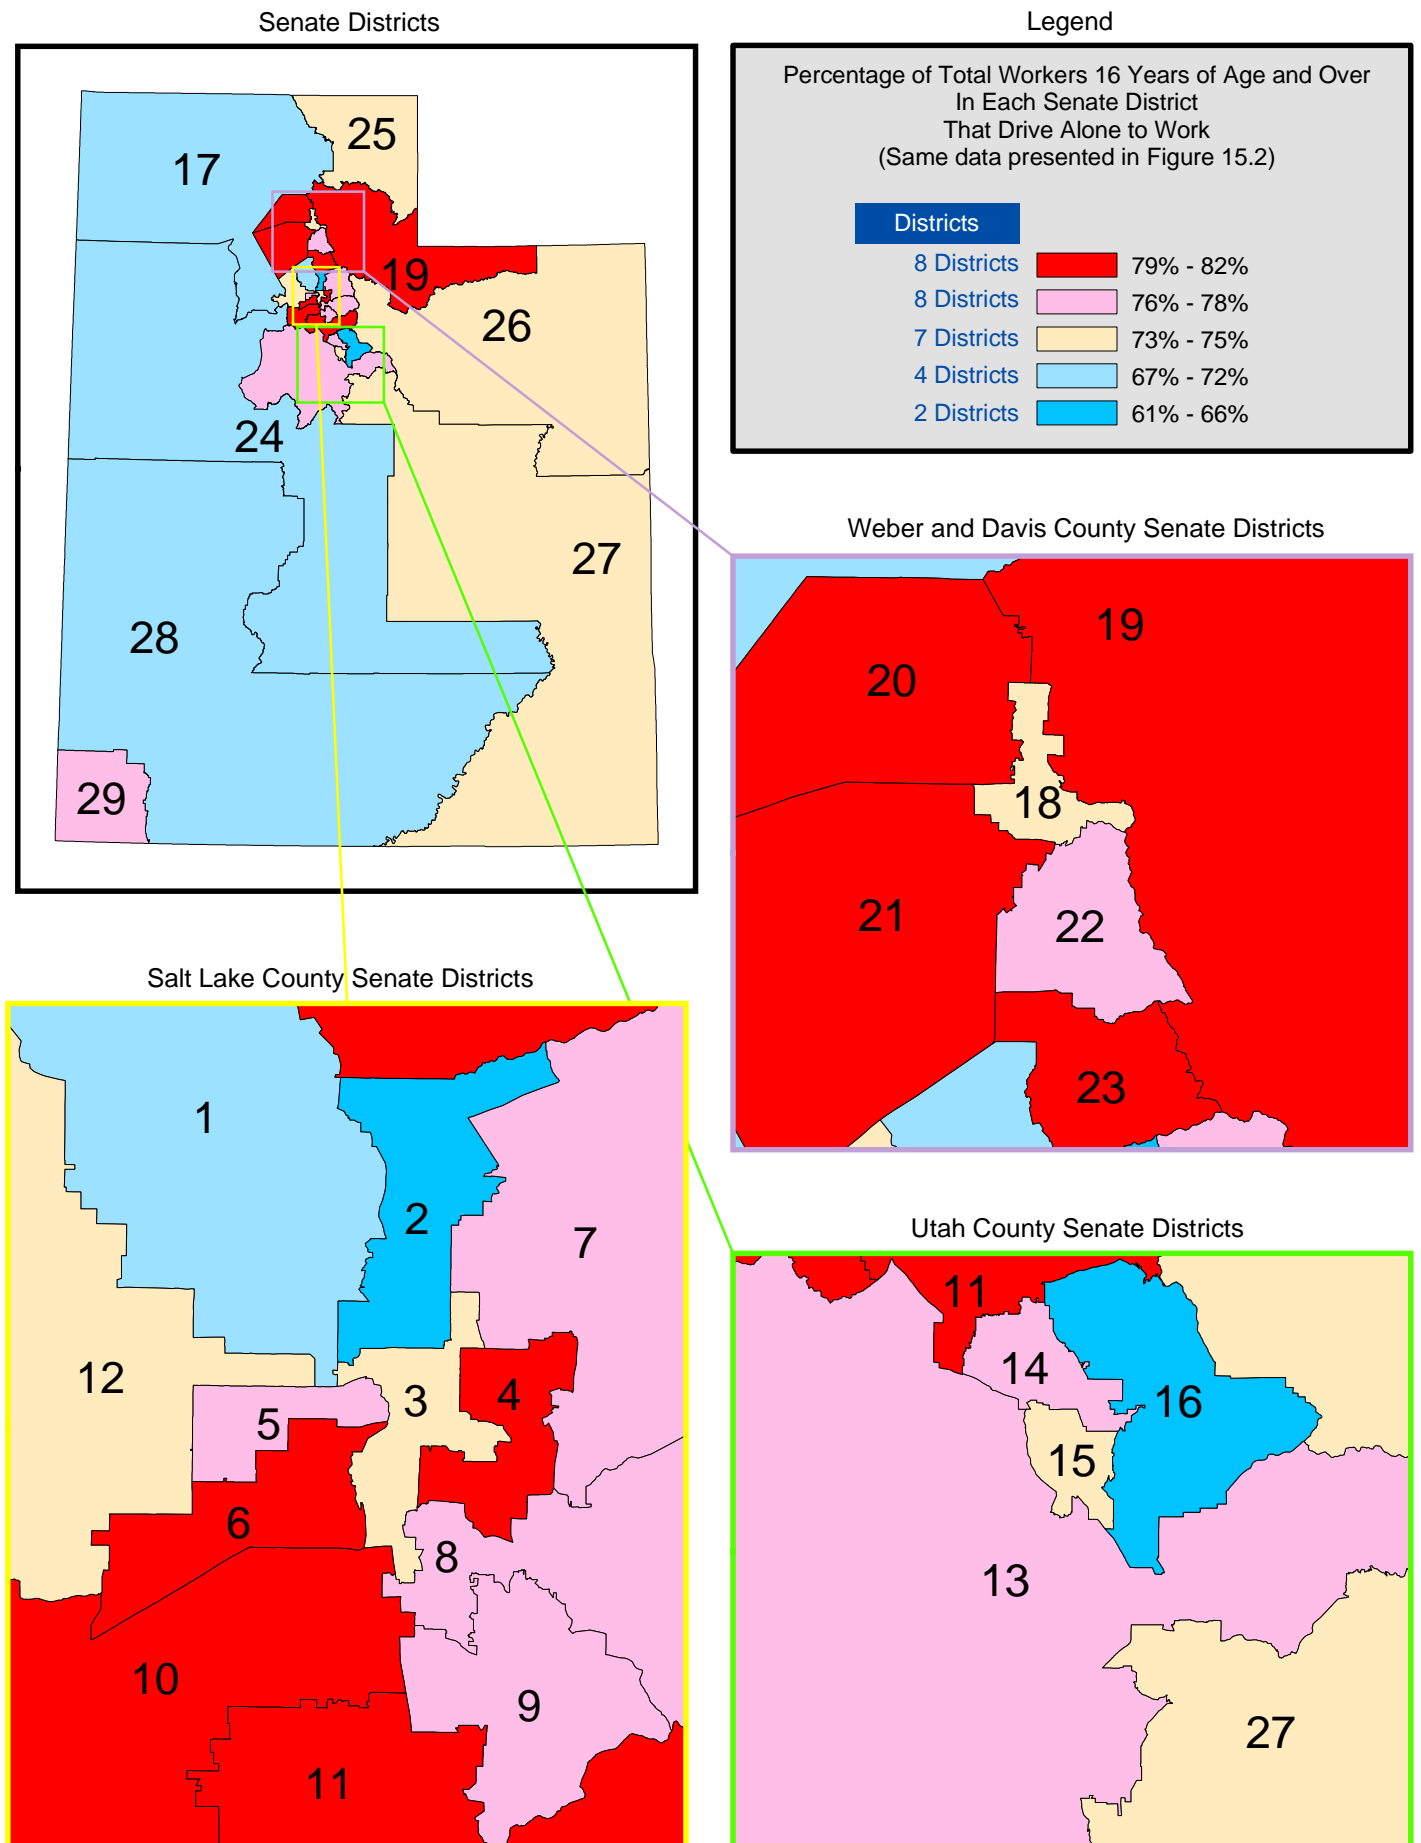 Senate Districts
25
17
19
26
24
27
28
29
Legend
Percentage of Total Workers 16 Years of Age and Over
In Each Senate District
That Drive Alone to Work
(Same data presented in Figure 15.2)
Districts
8 Districts 79% - 82%
8 Districts 76% - 78%
7 Districts 73% - 75%
4 Districts 67% - 72%
2 Districts 61% - 66%
Weber and Davis County Senate Districts
19
20
18
21
22
23
Salt Lake County Senate Districts
1
2
7
12
3
4
5
6
8
10
9
11
Utah County Senate Districts
11
14
16
15
13
27